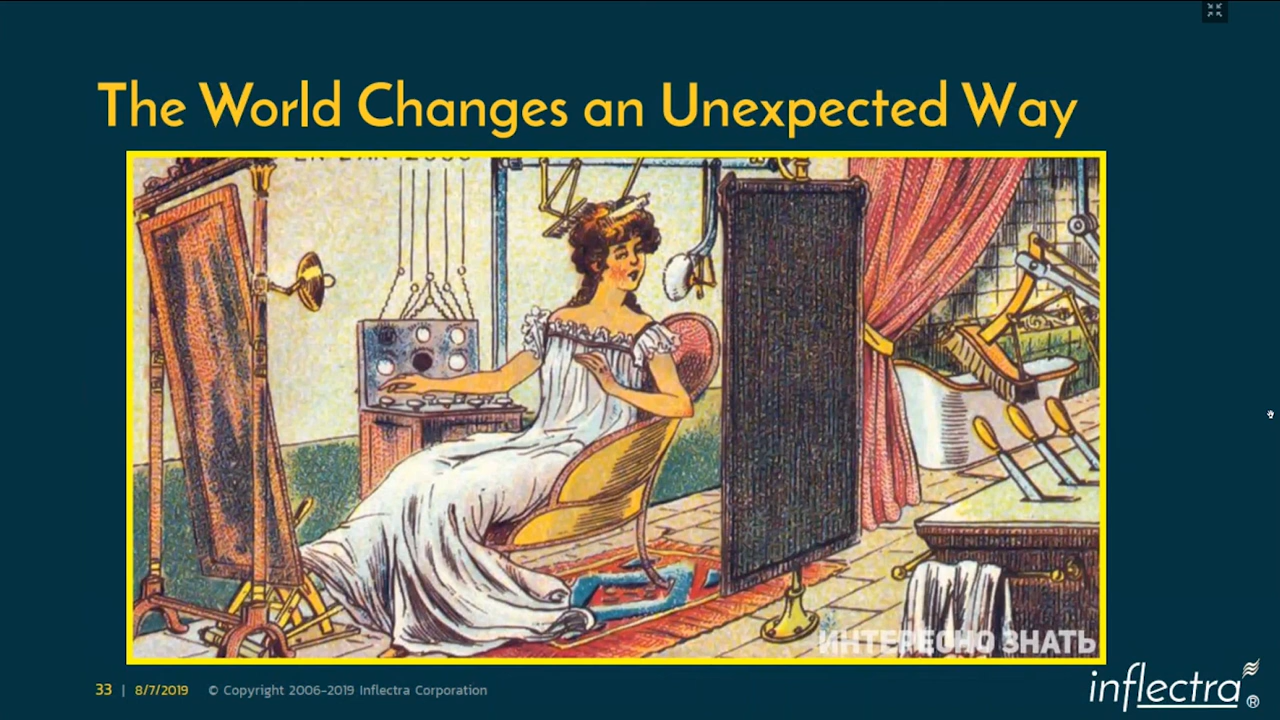 The World Changes an Unexpected Way
ИНТЕРЕСНО ЗНАТЬ
33 | 8/7/2019 © Copyright 2006-2019 Inflectra Corporation
inflectra®